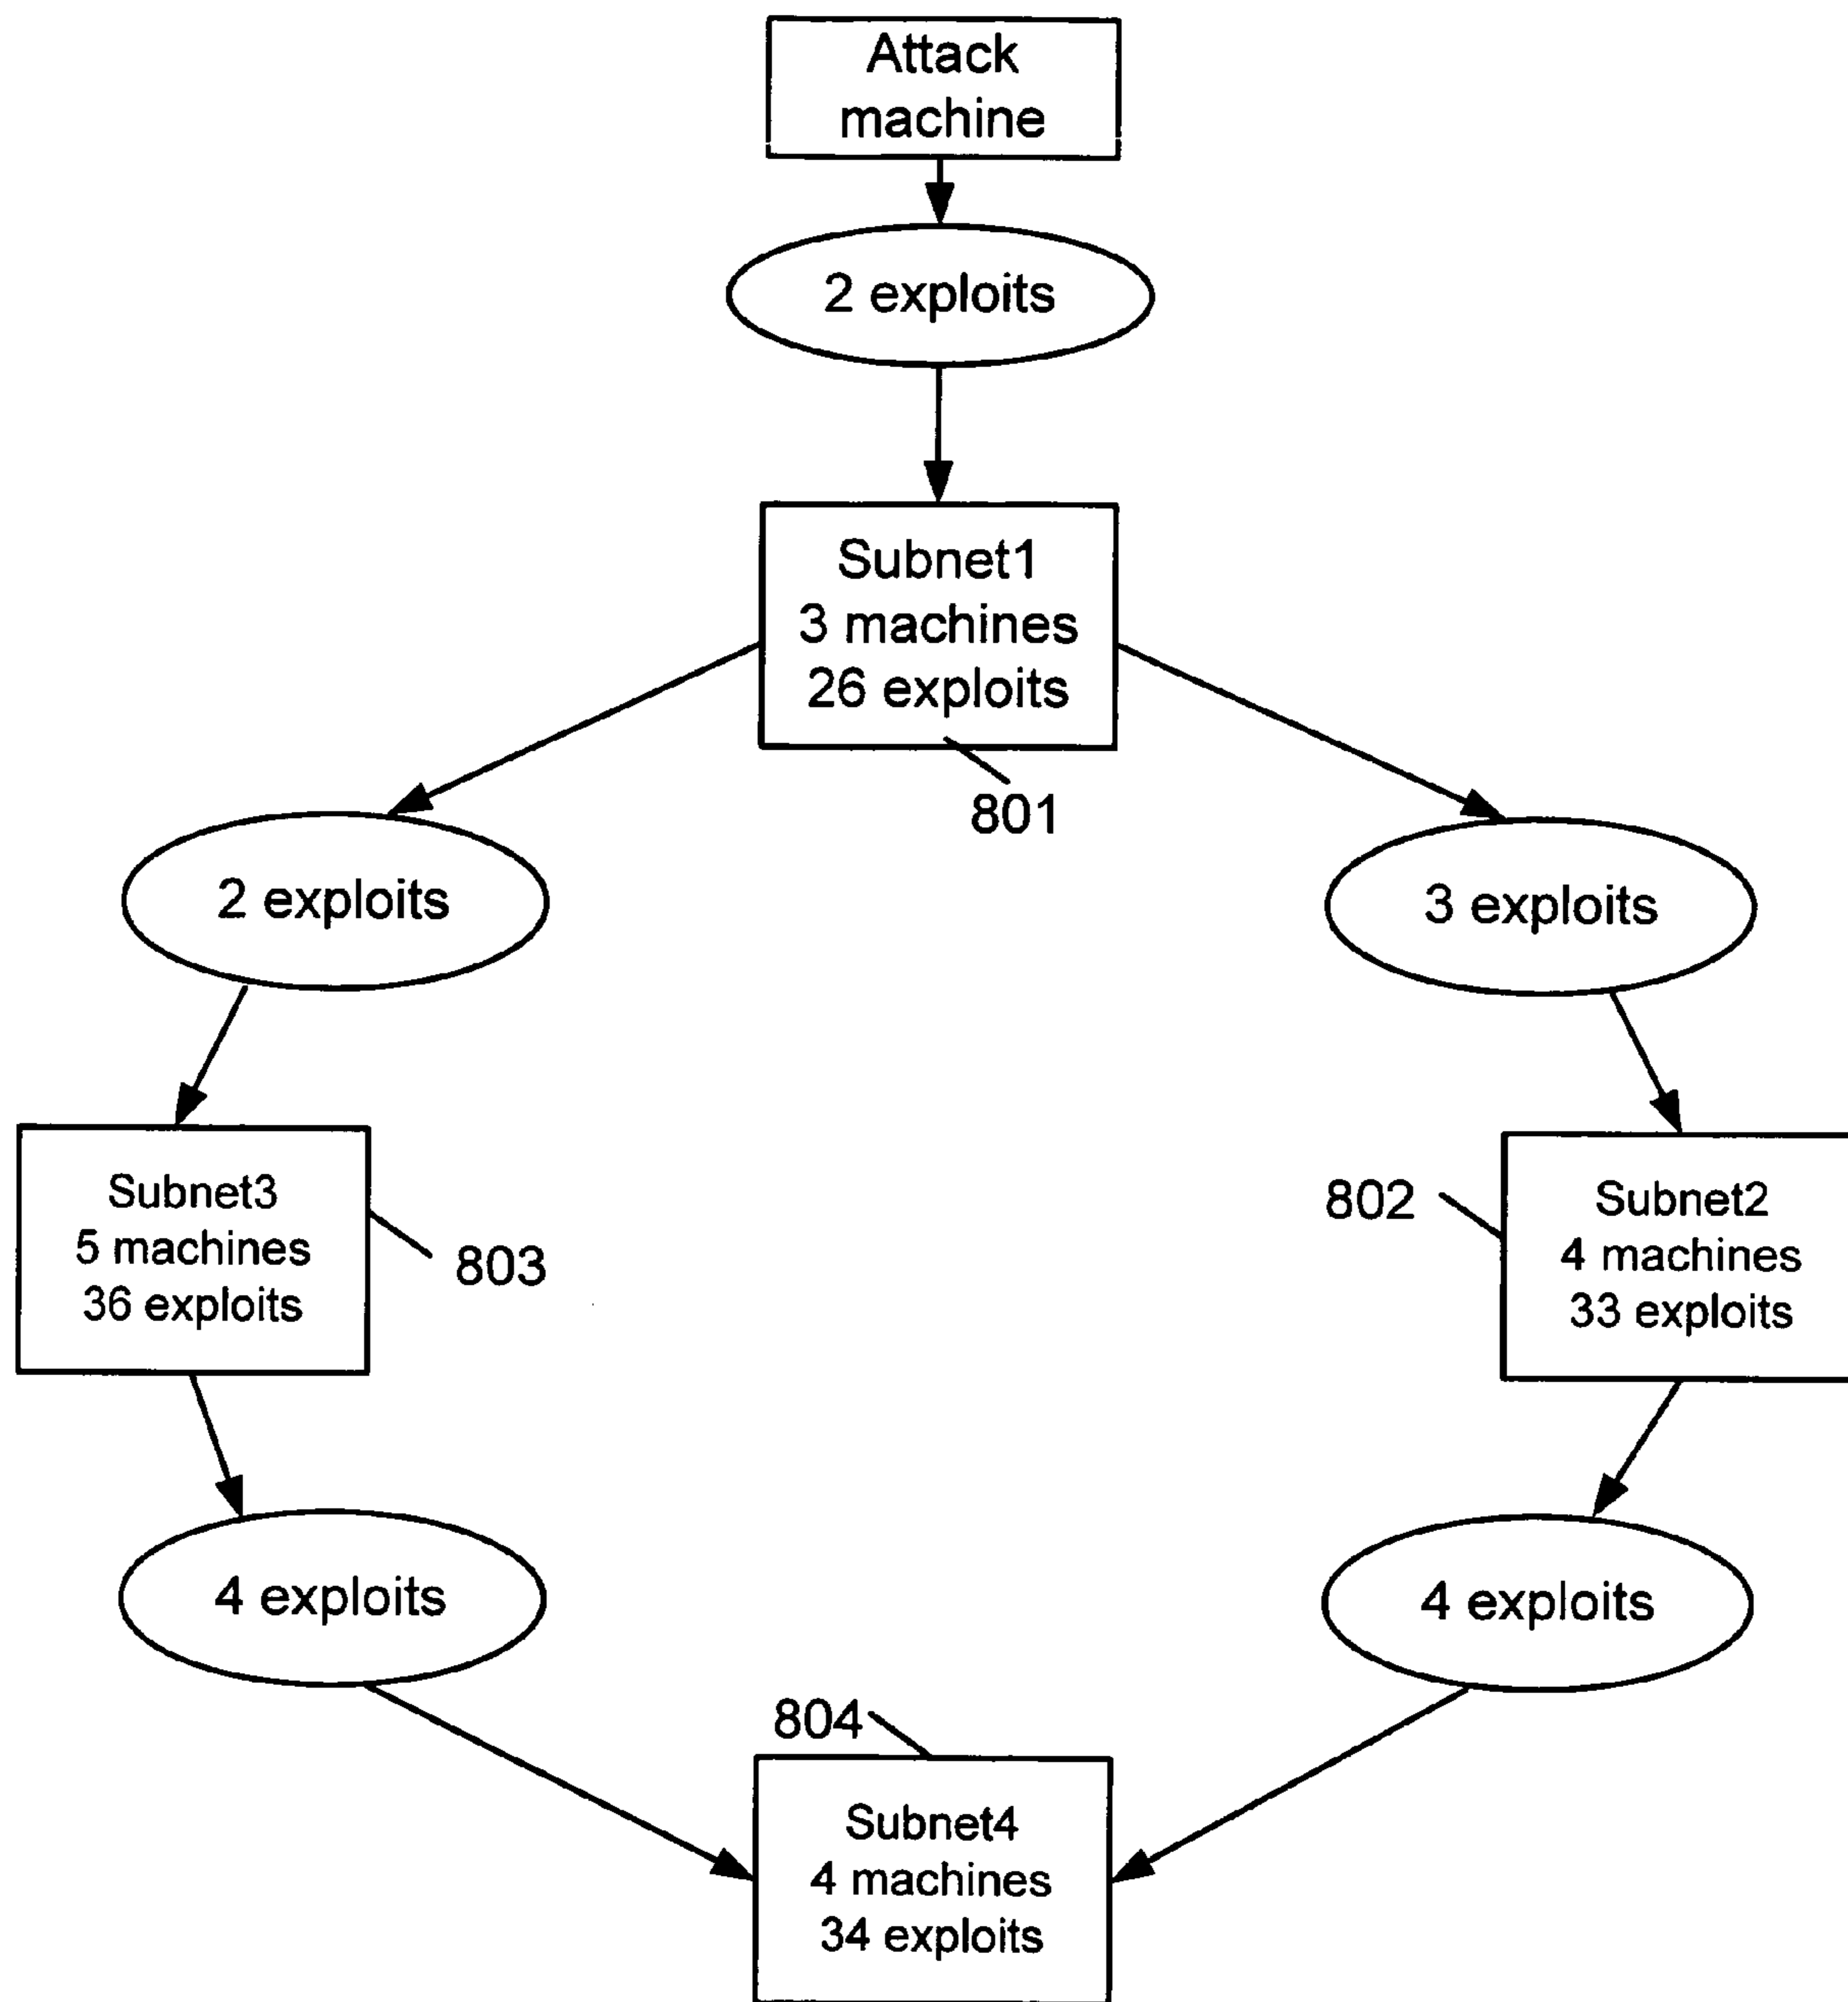 Attack
machine
2 exploits
Subnet1
3 machines
26 exploits
801
2 exploits
3 exploits
Subnet3
5 machines
36 exploits
803
802
Subnet2
4 machines
33 exploits
4 exploits
4 exploits
804
Subnet4
4 machines
34 exploits